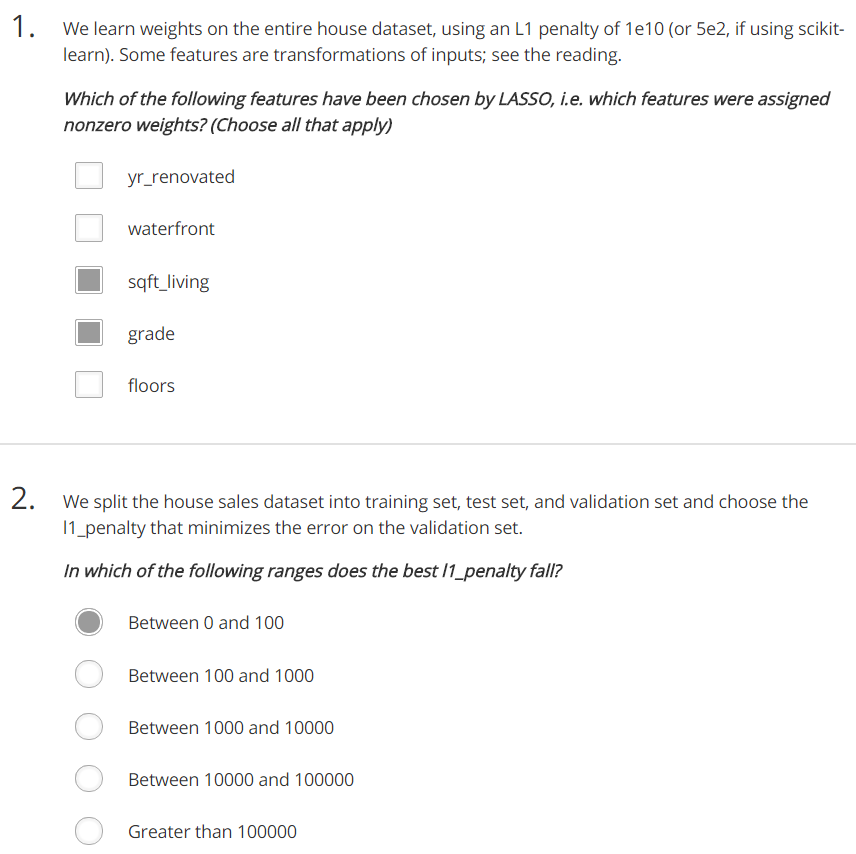 1. We learn weights on the entire house dataset, using an L1 penalty of 1e10 (or 5e2, if using scikit-
learn). Some features are transformations of inputs; see the reading.
Which of the following features have been chosen by LASSO, i.e. which features were assigned
nonzero weights? (Choose all that apply)
yr_renovated
waterfront
sqft_living
grade
floors
2. We split the house sales dataset into training set, test set, and validation set and choose the
l1_penalty that minimizes the error on the validation set.
In which of the following ranges does the best l1_penalty fall?
Between 0 and 100
Between 100 and 1000
Between 1000 and 10000
Between 10000 and 100000
Greater than 100000